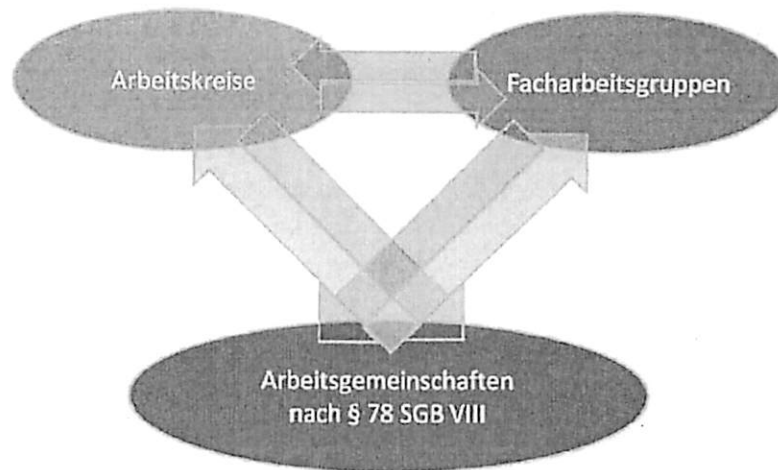 Arbeitskreise
Facharbeitsgruppen
Arbeitsgemeinschaften
nach § 78 SGB VIII